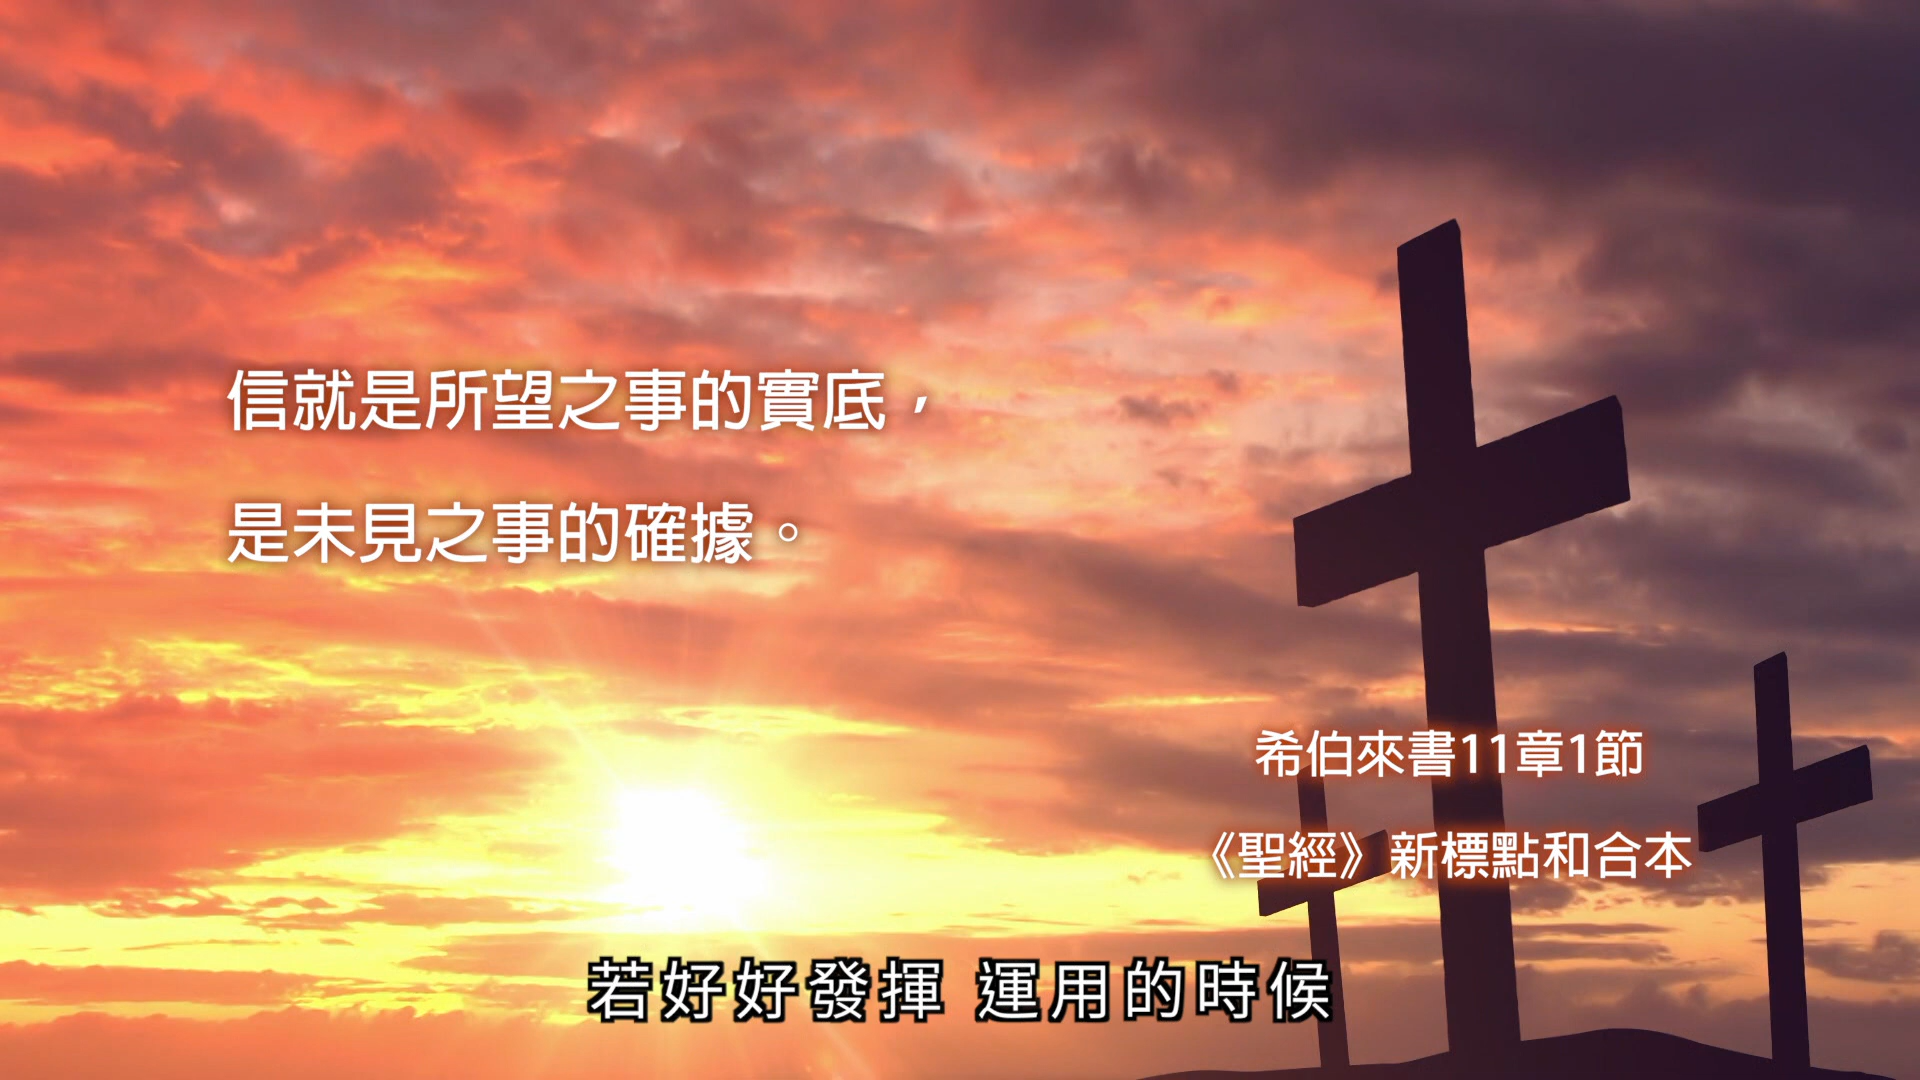 信就是所望之事的實底，
是未見之事的確據。
希伯來書11章1節
《聖經》新標點和合本
若好好發揮 運用的時候